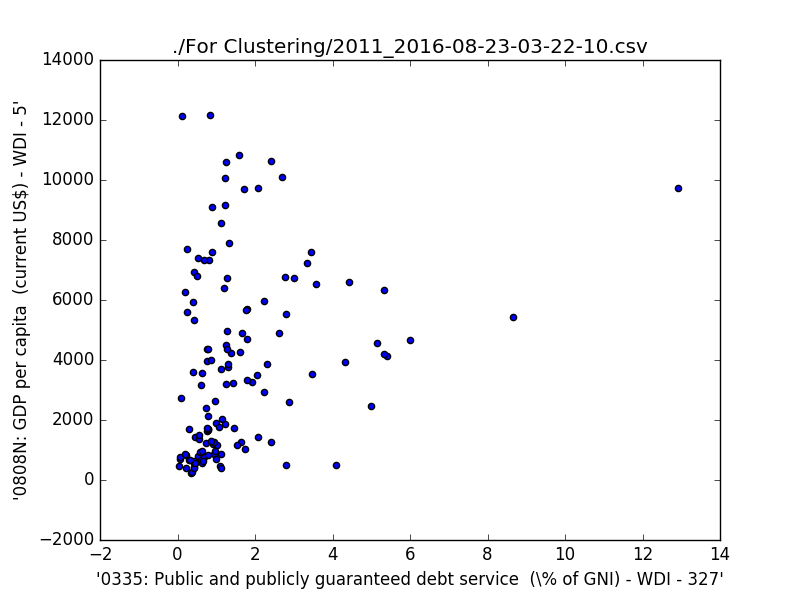 ./For Clustering/2011_2016-08-23-03-22-10.csv
14000
12000
10000
8000
6000
4000
2000
0
−2000
'0808N: GDP per capita  (current US$) - WDI - 5'
−2 0 2 4 6 8 10 12 14
'0335: Public and publicly guaranteed debt service  (\% of GNI) - WDI - 327'